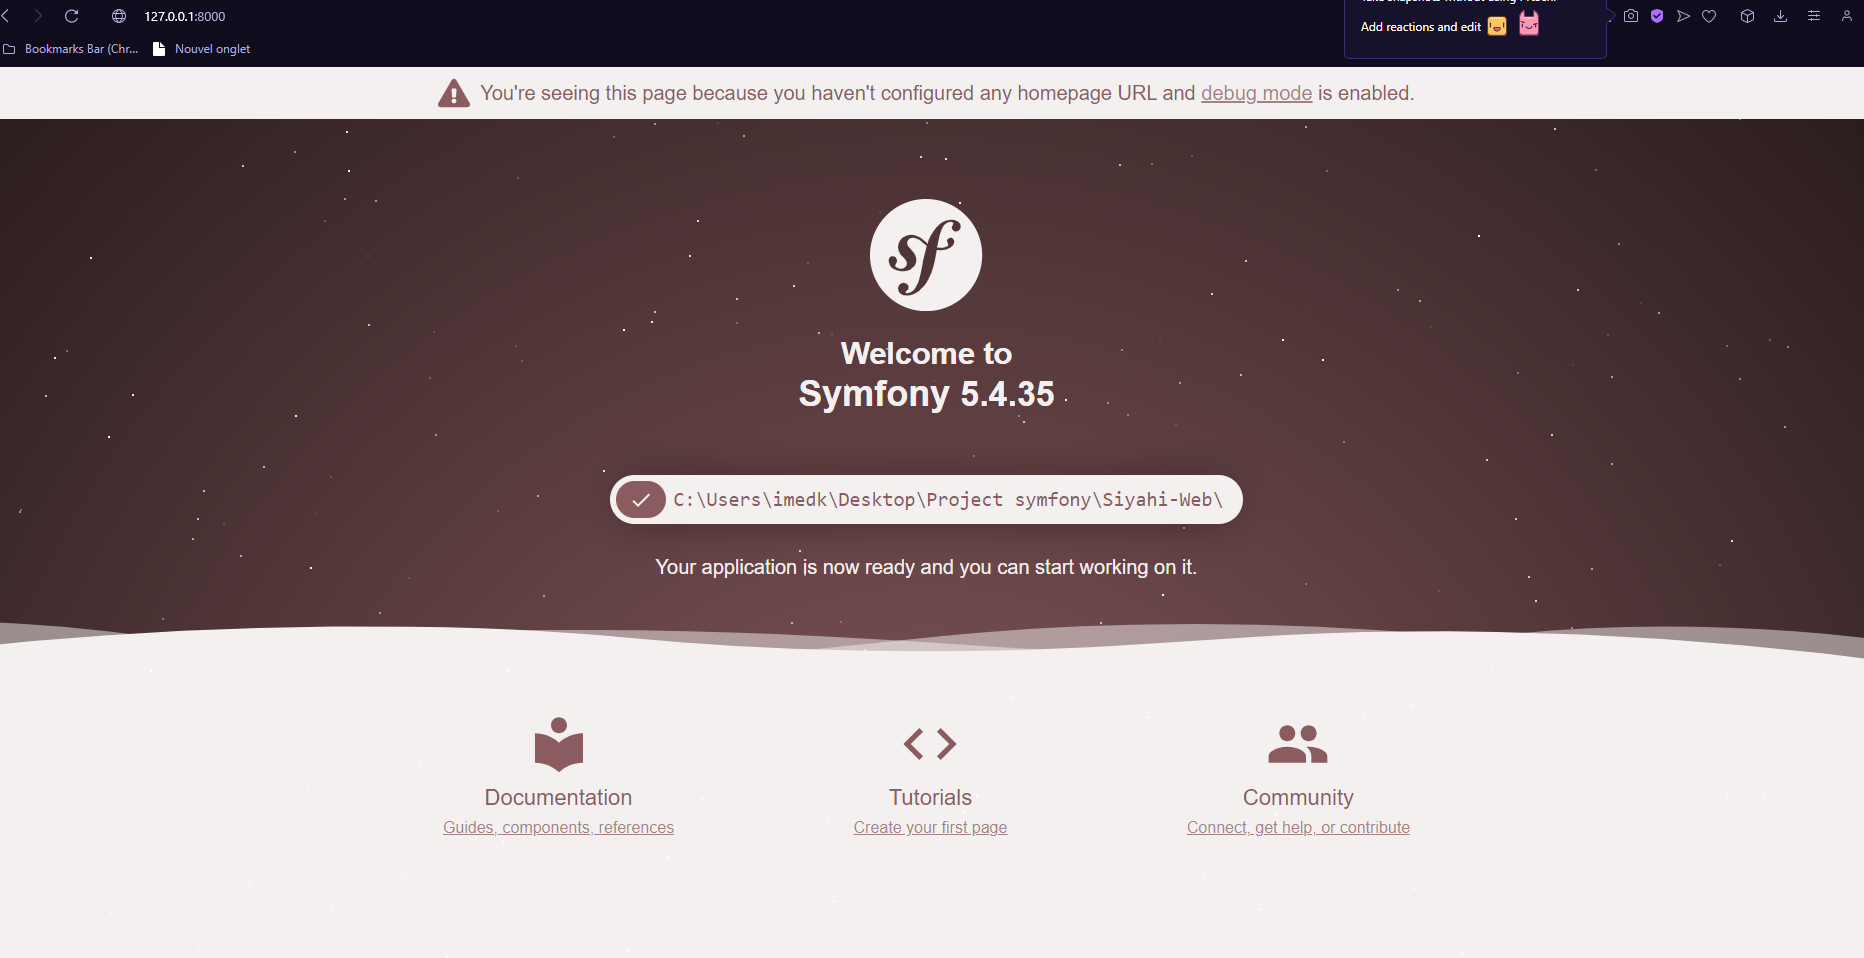 127.0.0.1:8000
Add reactions and edit
Bookmarks Bar (Chr...
Nouvel onglet
You're seeing this page because you haven't configured any homepage URL and debug mode is enabled.
sf
Welcome to
Symfony 5.4.35
C:\Users\imedk\Desktop\Project symfony\Siyahi-Web\
Your application is now ready and you can start working on it.
Documentation
Guides, components, references
Tutorials
Create your first page
Community
Connect, get help, or contribute